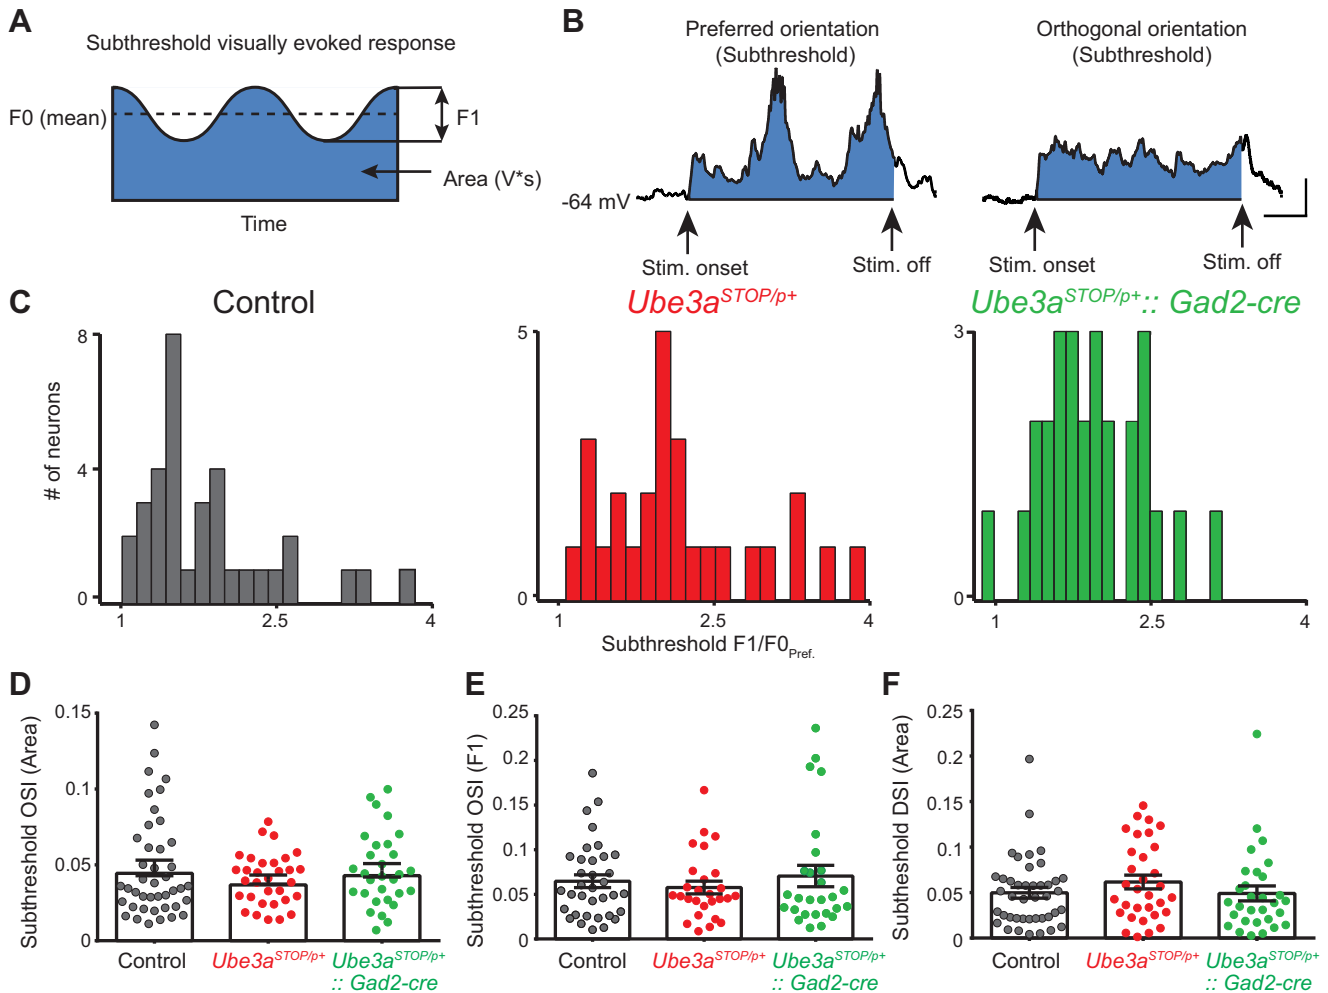 A
Subthreshold visually evoked response
F0 (mean)
F1
Area (V*s)
Time
B
Preferred orientation
(Subthreshold)
Orthogonal orientation
(Subthreshold)
-64 mV
Stim. onset
Stim. off
Stim. onset
Stim. off
C
Control
Ube3aSTOP/p+
Ube3aSTOP/p+:: Gad2-cre
# of neurons
8
4
0
1
2.5
4
5
0
1
2.5
4
3
0
1
2.5
4
Subthreshold F1/F0Pref.
D
Subthreshold OSI (Area)
0.15
0.1
0.05
0
Control
Ube3aSTOP/p+
Ube3aSTOP/p+
:: Gad2-cre
E
Subthreshold OSI (F1)
0.25
0.2
0.15
0.1
0.05
0
Control
Ube3aSTOP/p+
Ube3aSTOP/p+
:: Gad2-cre
F
Subtheshold DSI (Area)
0.25
0.2
0.15
0.1
0.05
0
Control
Ube3aSTOP/p+
Ube3aSTOP/p+
:: Gad2-cre